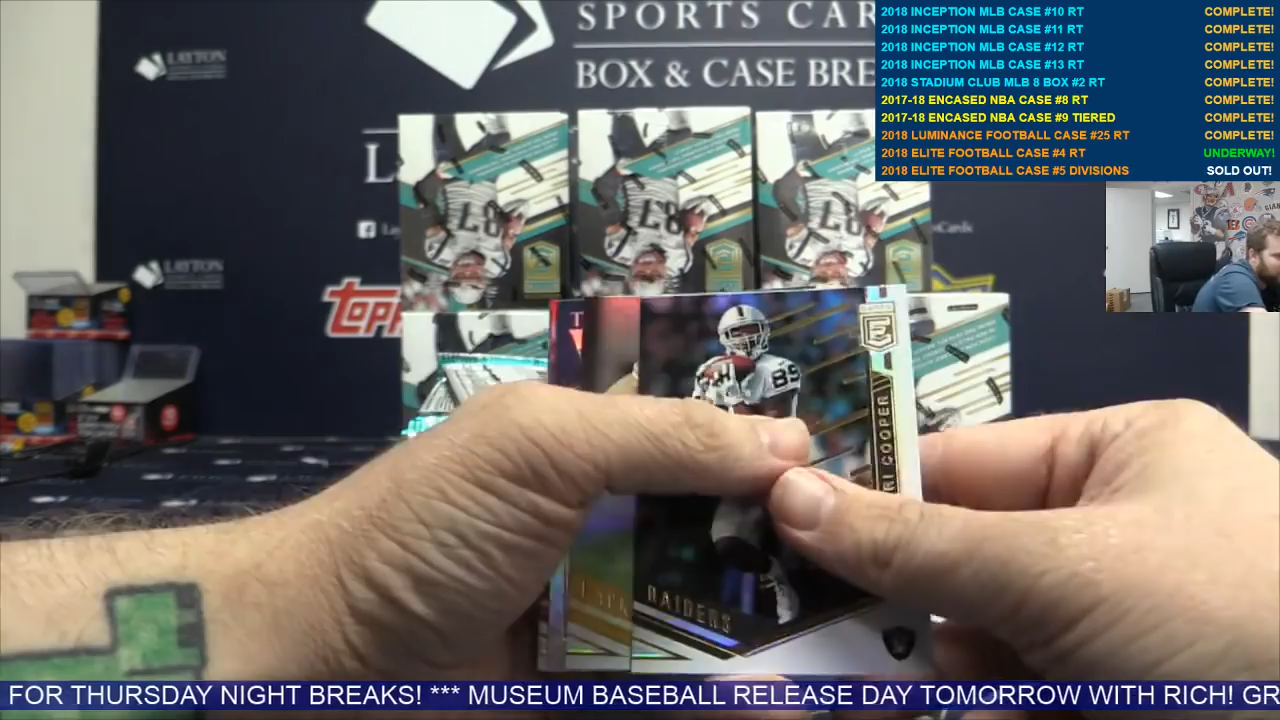 SPORTS CAR
BOX & CASE BRE
LAYTON
L
LAYTON
TOPP
2018 INCEPTION MLB CASE #10 RT COMPLETE!
2018 INCEPTION MLB CASE #11 RT COMPLETE!
2018 INCEPTION MLB CASE #12 RT COMPLETE!
2018 INCEPTION MLB CASE #13 RT COMPLETE!
2018 STADIUM CLUB MLB 8 BOX #2 RT COMPLETE!
2017-18 ENCASED NBA CASE #8 RT COMPLETE!
2017-18 ENCASED NBA CASE #9 TIERED COMPLETE!
2018 LUMINANCE FOOTBALL CASE #25 RT COMPLETE!
2018 ELITE FOOTBALL CASE #4 RT UNDERWAY!
2018 ELITE FOOTBALL CASE #5 DIVISIONS SOLD OUT!
87
87
87
E
89
RI COOPER
RAIDERS
FOR THURSDAY NIGHT BREAKS! *** MUSEUM BASEBALL RELEASE DAY TOMORROW WITH RICH! GR